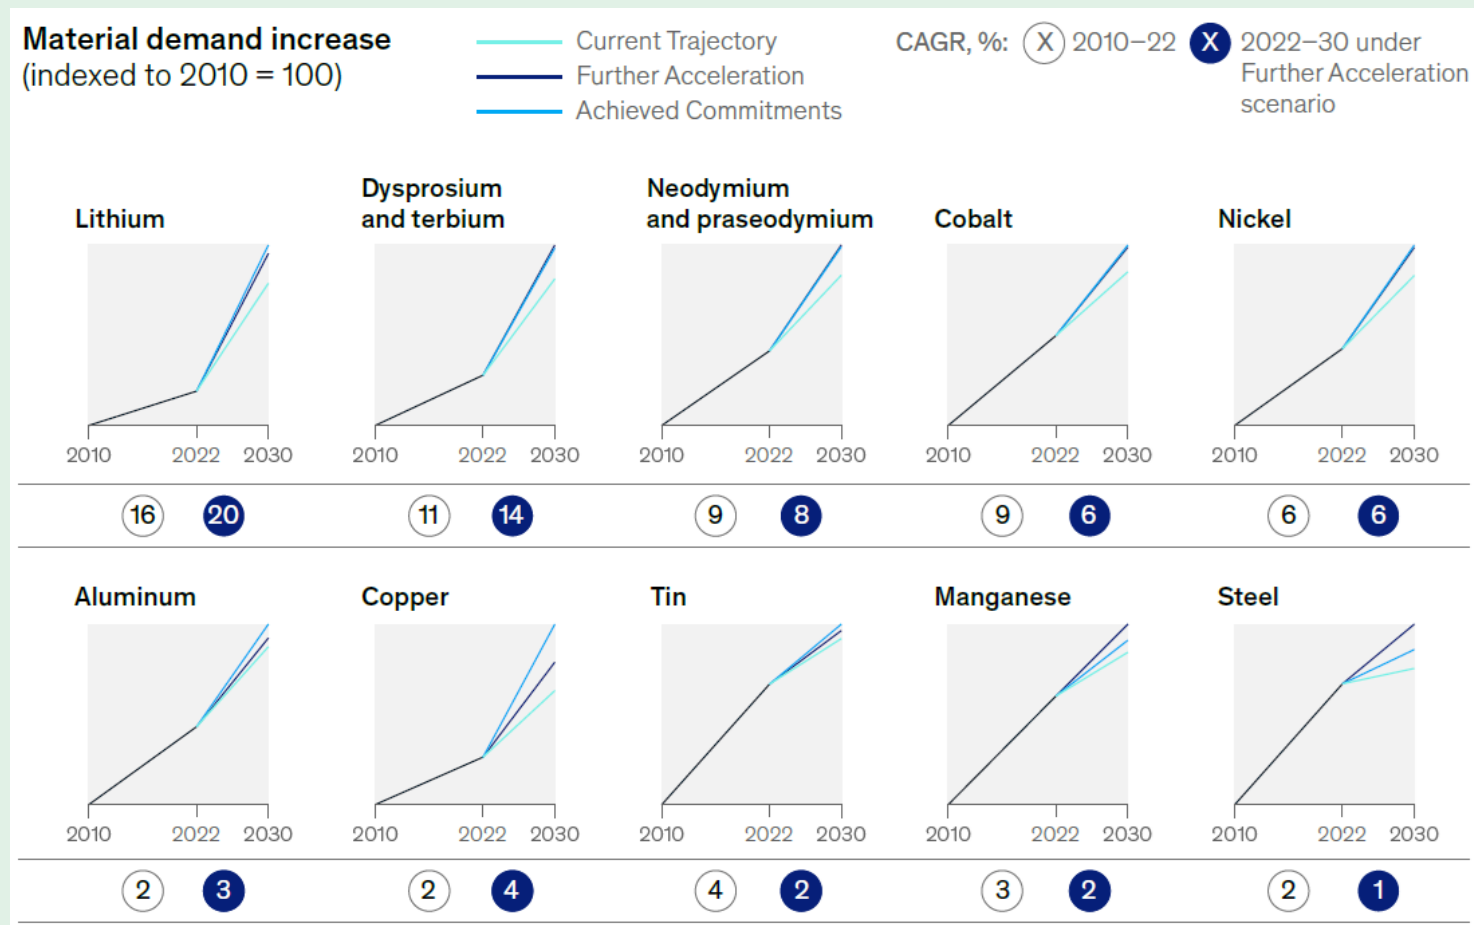 Material demand increase
(indexed to 2010 = 100)
Current Trajectory
Further Acceleration
Achieved Commitments
CAGR, %: X 2010–22 X 2022–30 under
Further Acceleration
scenario
Lithium
Dysprosium
and terbium
Neodymium
and praseodymium
Cobalt
Nickel
2010 2022 2030 2010 2022 2030 2010 2022 2030 2010 2022 2030 2010 2022 2030
16 20 11 14 9 8 9 6 6 6
Aluminum Copper Tin Manganese Steel
2010 2022 2030 2010 2022 2030 2010 2022 2030 2010 2022 2030 2010 2022 2030
2 3 2 4 4 2 3 2 2 1